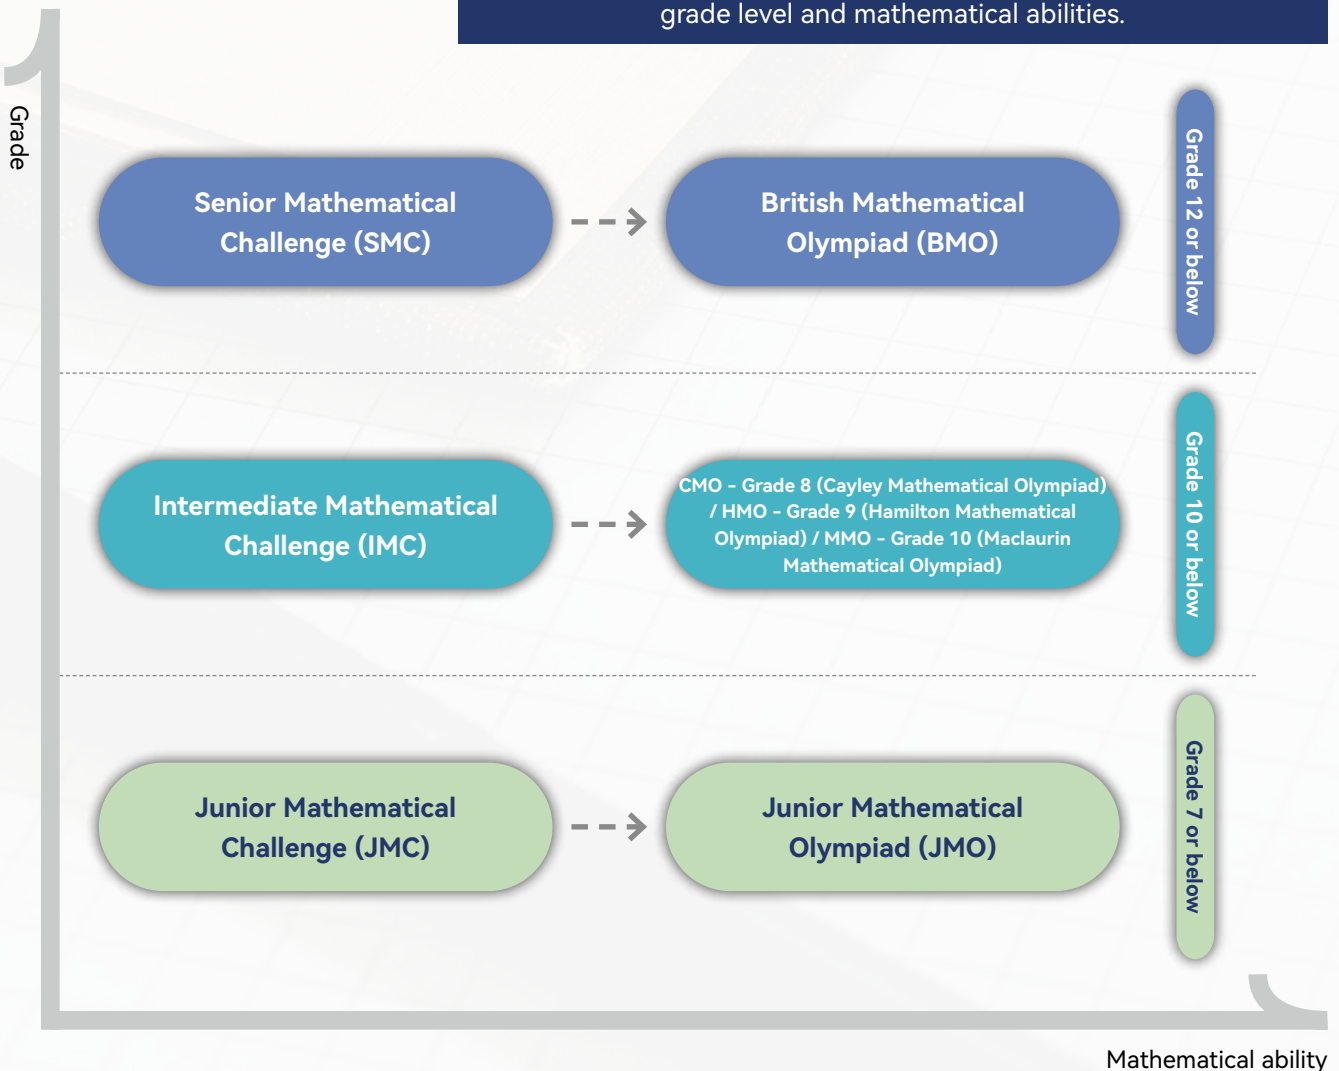 grade level and mathematical abilities.
Grade
Senior Mathematical
Challenge (SMC)
British Mathematical
Olympiad (BMO)
Grade 12 or below
Intermediate Mathematical
Challenge (IMC)
CMO - Grade 8 (Cayley Mathematical Olympiad)
/ HMO - Grade 9 (Hamilton Mathematical
Olympiad) / MMO - Grade 10 (Maclaurin
Mathematical Olympiad)
Grade 10 or below
Junior Mathematical
Challenge (JMC)
Junior Mathematical
Olympiad (JMO)
Grade 7 or below
Mathematical ability